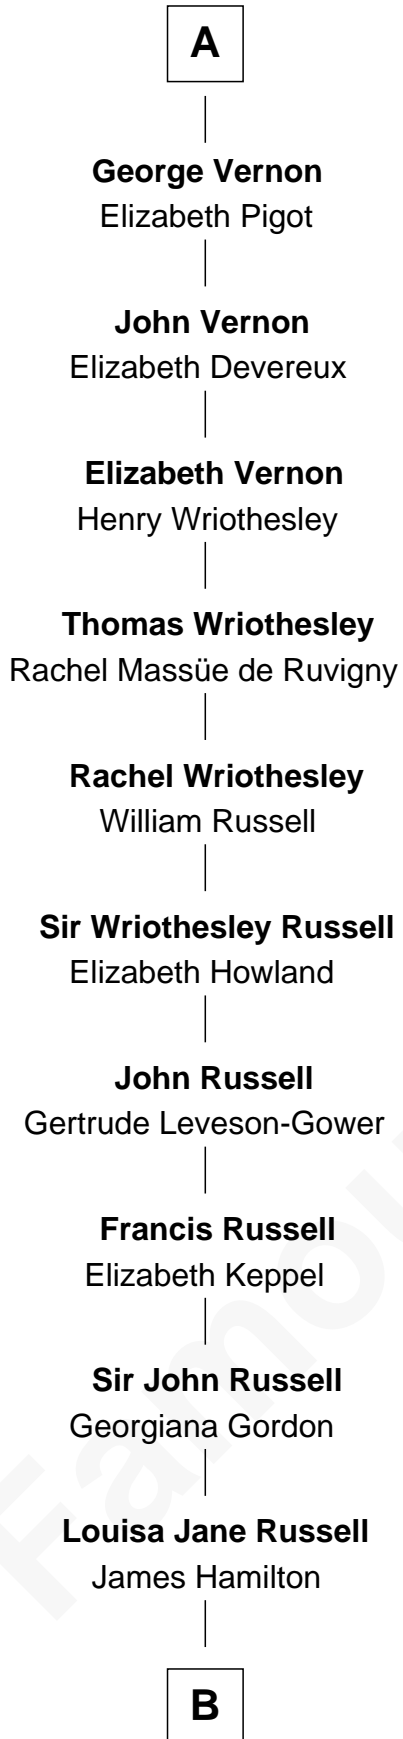 A
George Vernon
Elizabeth Pigot
John Vernon
Elizabeth Devereux
Elizabeth Vernon
Henry Wriothesley
Thomas Wriothesley
Rachel Massüe de Ruvigny
Rachel Wriothesley
William Russell
Sir Wriothesley Russell
Elizabeth Howland
John Russell
Gertrude Leveson-Gower
Francis Russell
Elizabeth Keppel
Sir John Russell
Georgiana Gordon
Louisa Jane Russell
James Hamilton
B